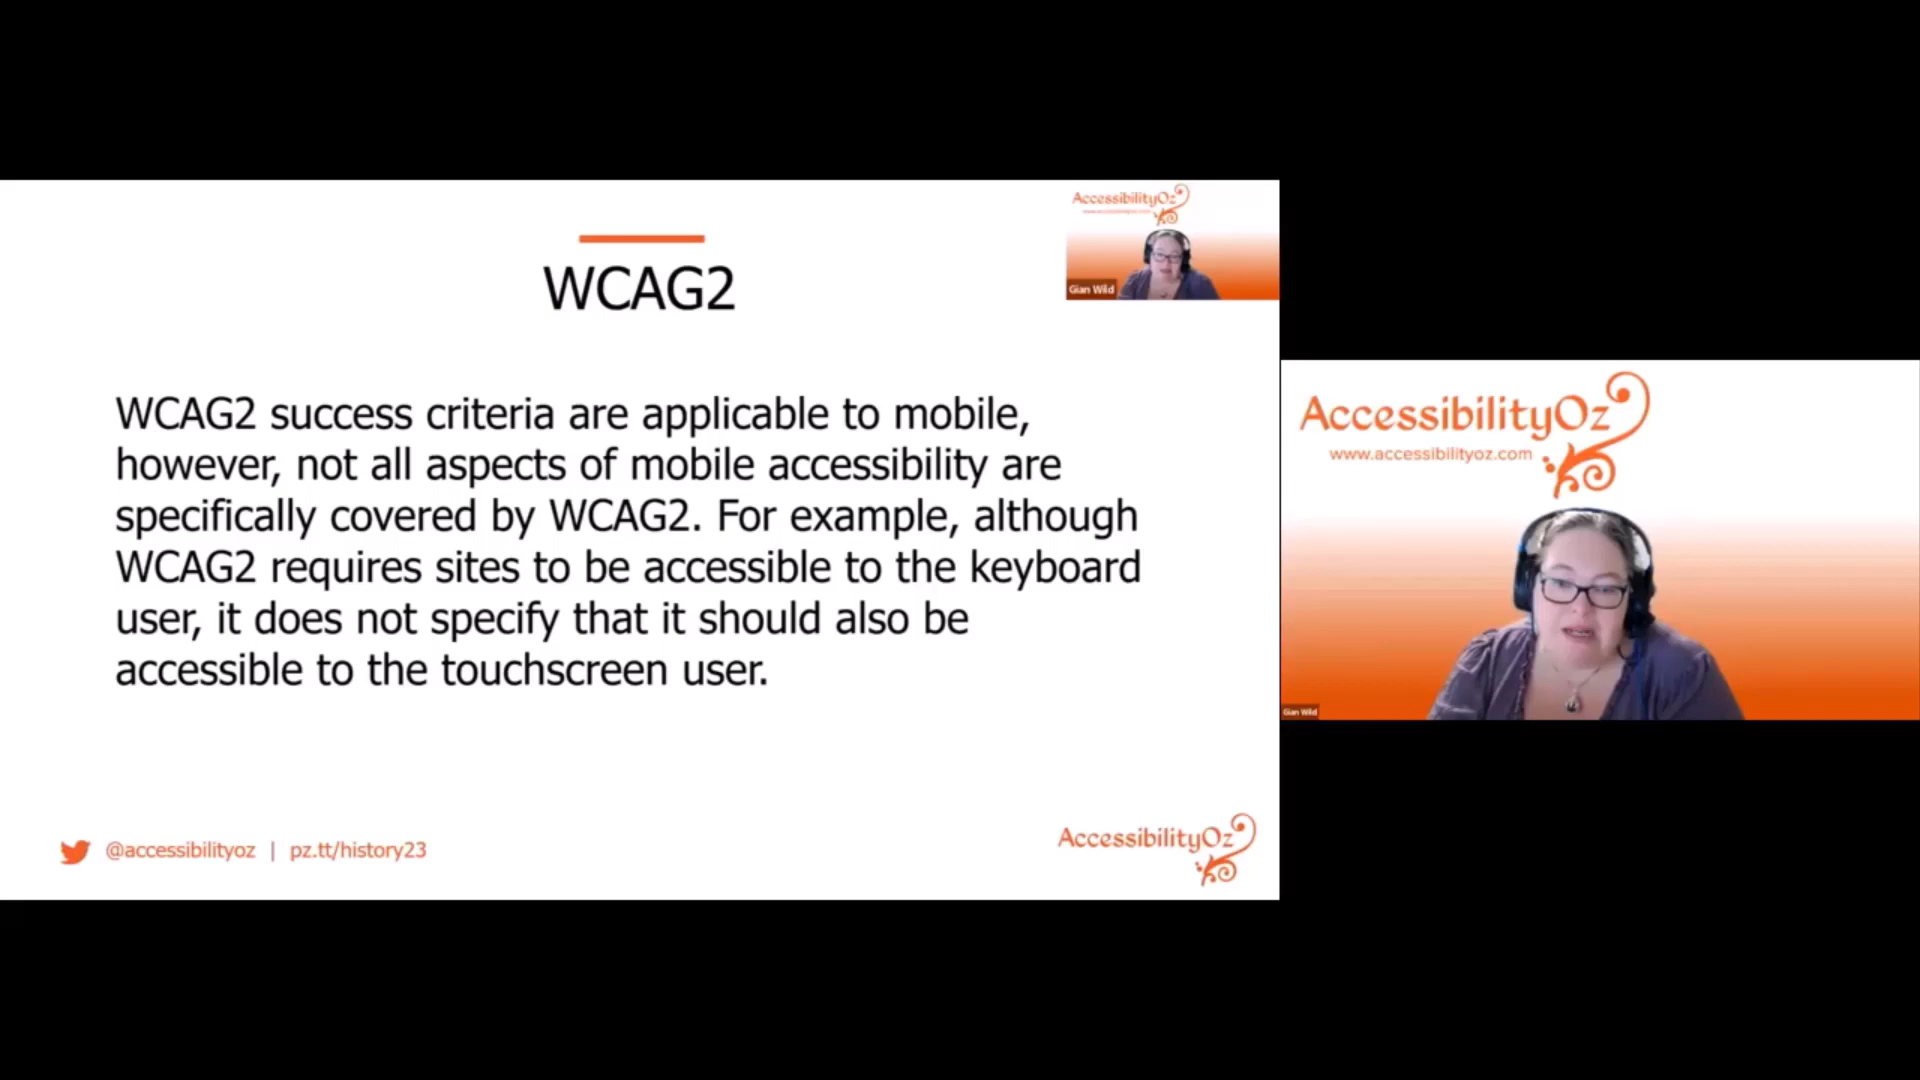 AccessibilityOz
Gian Wild
WCAG2
WCAG2 success criteria are applicable to mobile,
however, not all aspects of mobile accessibility are
specifically covered by WCAG2. For example, although
WCAG2 requires sites to be accessible to the keyboard
user, it does not specify that it should also be
accessible to the touchscreen user.
@accessibilityoz | pz.tt/history23
AccessibilityOz
AccessibilityOz
www.accessibilityoz.com
Gian Wild